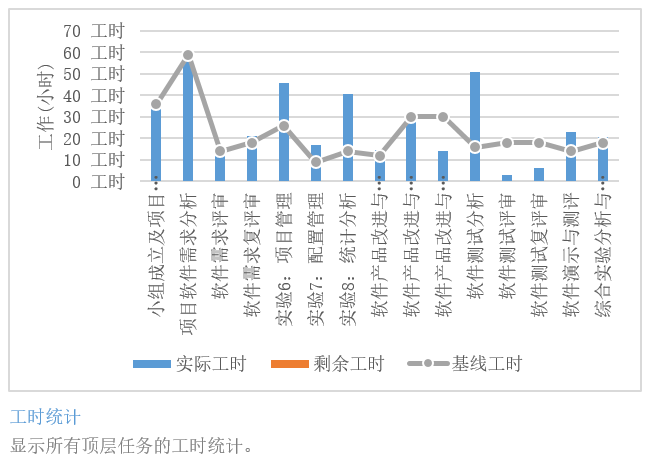 70 工时
60 工时
50 工时
40 工时
30 工时
20 工时
10 工时
0 工时
工作(小时)
小组成立及项目…
项目软件需求分析
软件需求评审
软件需求复评审
实验6：项目管理
实验7：配置管理
实验8：统计分析
软件产品改进与…
软件产品改进与…
软件产品改进与…
软件测试分析
软件测试评审
软件测试复评审
软件演示与测评
综合实验分析与…
实际工时 剩余工时 基线工时
工时统计
显示所有顶层任务的工时统计。